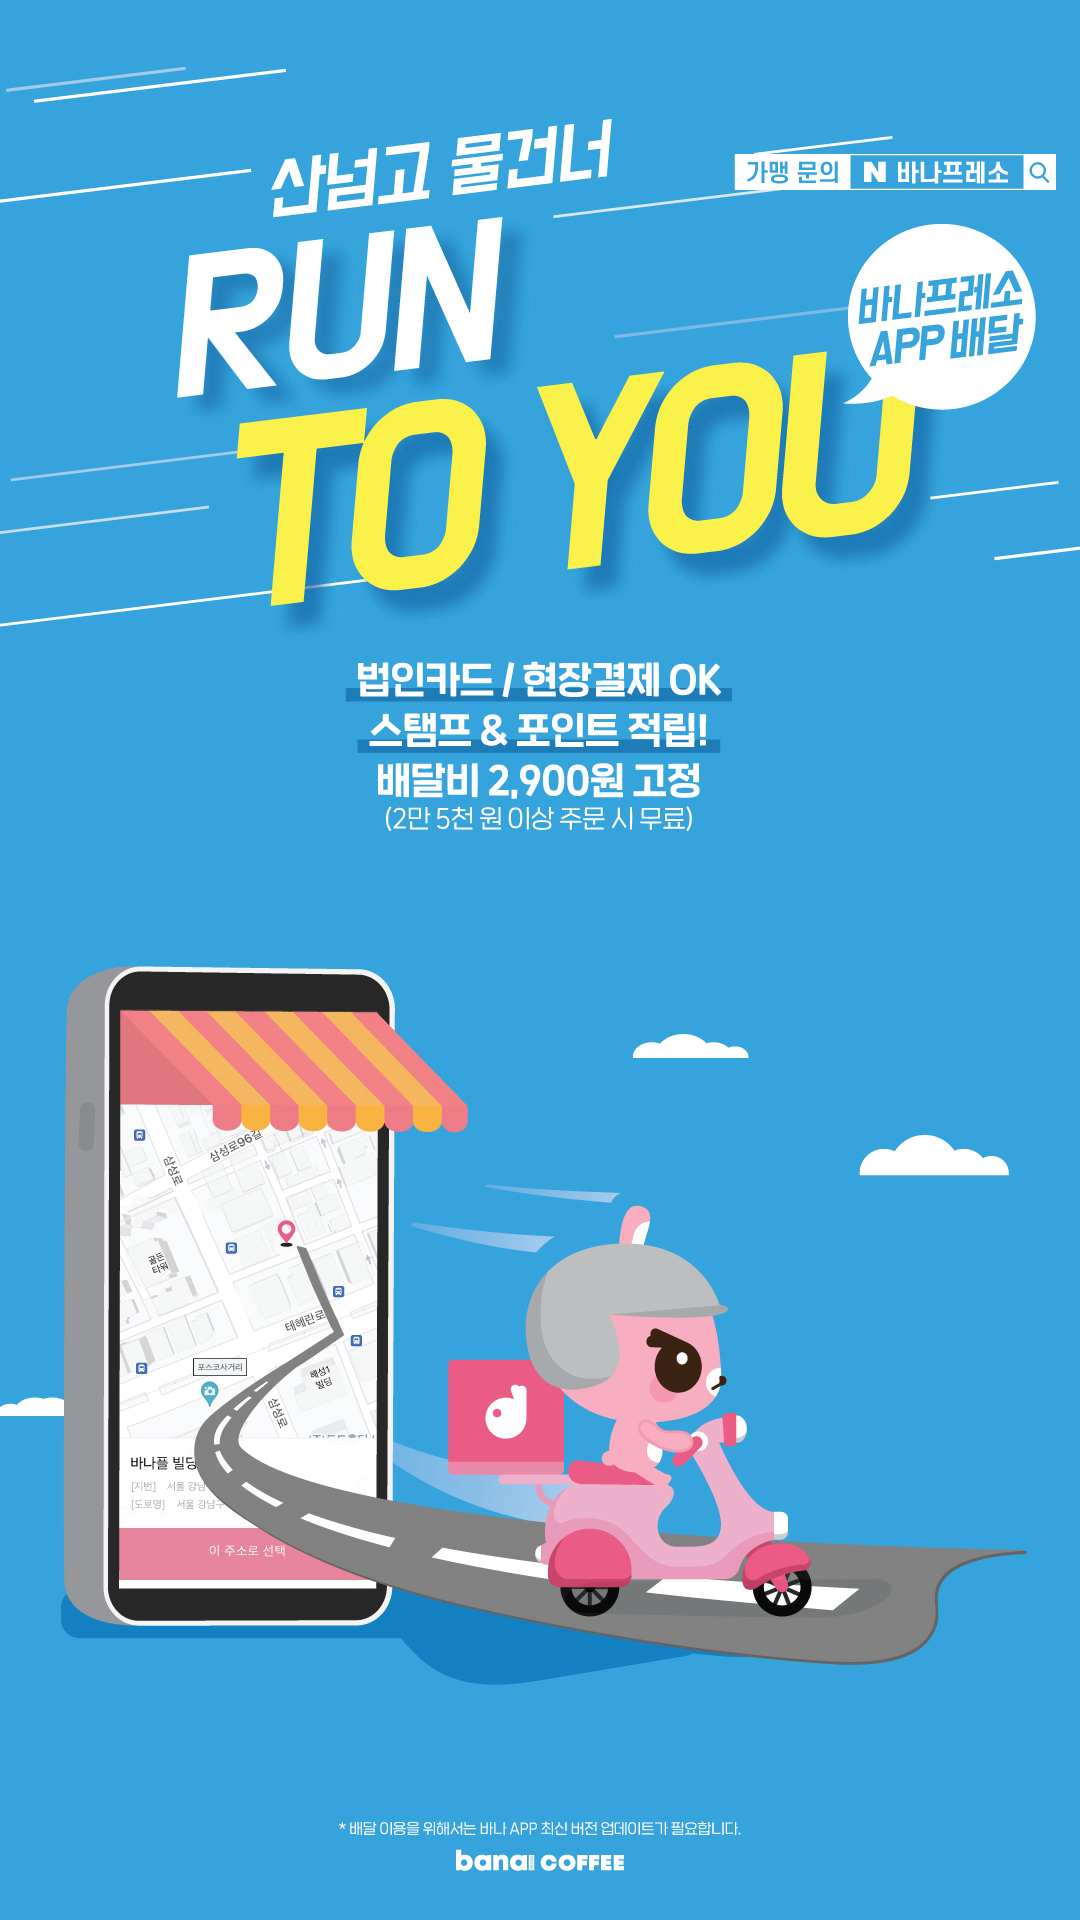 산넘고 물건너
가맹 문의 N 바나프레소
RUN
바나프레소
APP 배달
TO YOU
법인카드 / 현장결제 OK
스탬프 & 포인트 적립!
배달비 2,900원 고정
(2만 5천 원 이상 주문 시 무료)
삼성로96길
삼성로
골든
타워
테헤란로
포스코사거리
해성1
빌딩
삼성로
바나플 빌딩
[지번] 서울 강남
[도로명] 서울 강남구
이 주소로 선택
* 배달 이용을 위해서는 바나 APP 최신 버전 업데이트가 필요합니다.
bana COFFEE